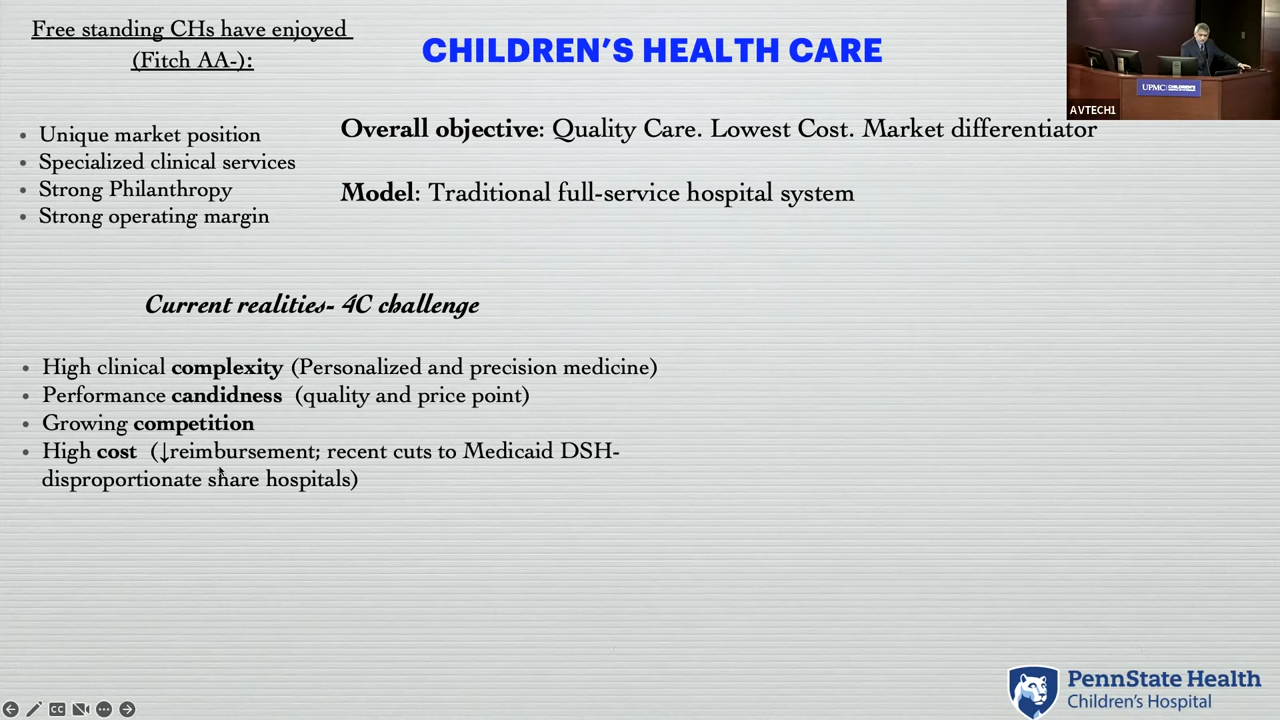 Free standing CHs have enjoyed
(Fitch AA-):
CHILDREN'S HEALTH CARE
UPMC CHILDREN'S
AVTECH1
• Unique market position
• Specialized clinical services
• Strong Philanthropy
• Strong operating margin
Overall objective: Quality Care. Lowest Cost. Market differentiator
Model: Traditional full-service hospital system
Current realities- 4C challenge
• High clinical complexity (Personalized and precision medicine)
• Performance candidness (quality and price point)
• Growing competition
• High cost (↓reimbursement; recent cuts to Medicaid DSH-
disproportionate share hospitals)
PennState Health
Children's Hospital
CC